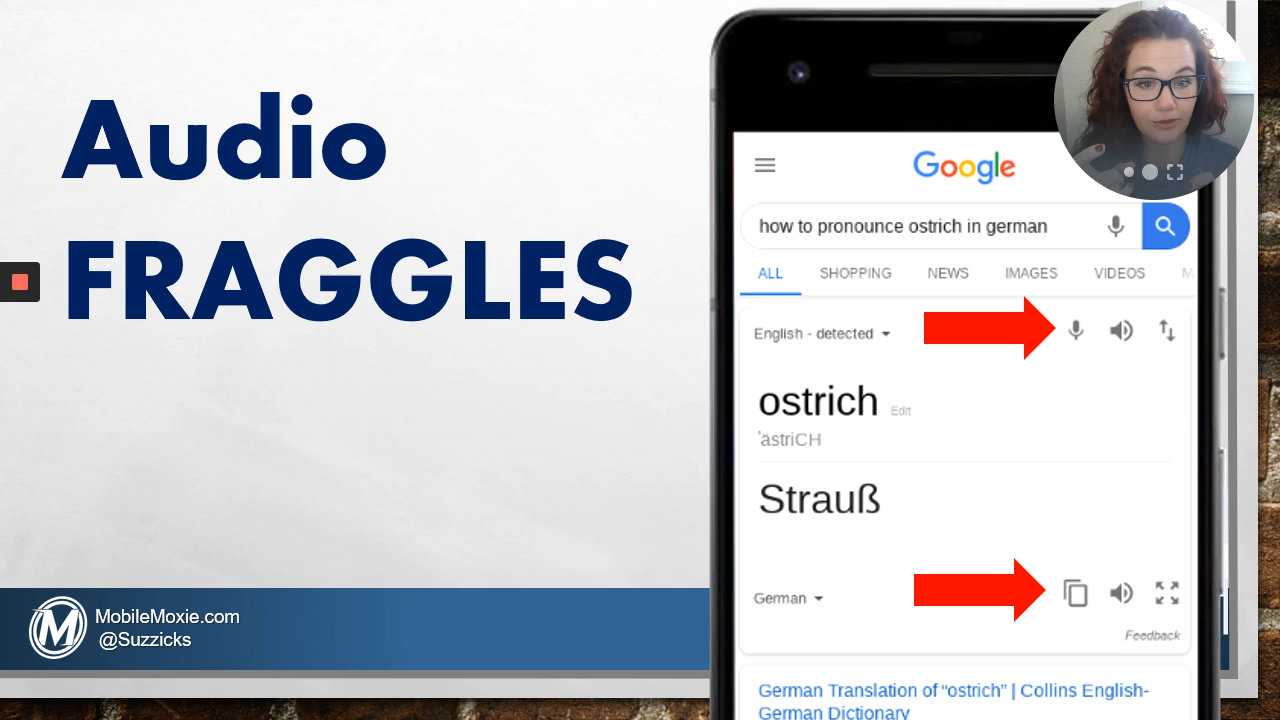 Audio
FRAGGLES
MobileMoxie.com
@Suzzicks
Google
how to pronounce ostrich in german
ALL SHOPPING NEWS IMAGES VIDEOS M
English - detected
ostrich Edit
ˈästriCH
Strauß
German
Feedback
German Translation of “ostrich” | Collins English-
German Dictionary